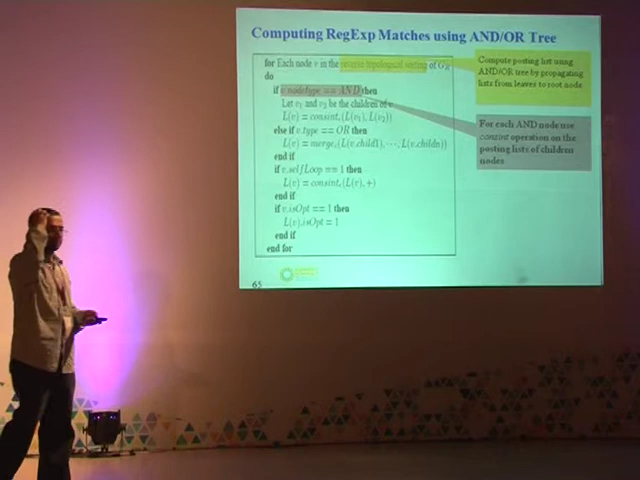 Computing RegExp Matches using AND/OR Tree
for Each node v in the reverse topological sorting of G_R
do
if v.nodetype == AND then
Let v₁ and v₂ be the children of v
L(v) = consint_r(L(v₁), L(v₂))
else if v.type == OR then
L(v) = merge_r(L(v.child1), ⋯, L(v.childn))
end if
if v.selfLoop == 1 then
L(v) = consint_r(L(v), +)
end if
if v.isOpt == 1 then
L(v).isOpt = 1
end if
end for
Compute posting list using
AND/OR tree by propagating
lists from leaves to root node
For each AND node use
consint operation on the
posting lists of children
nodes
65